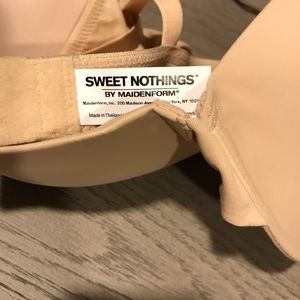 SWEET NOTHINGS®
BY MAIDENFORM®
Maidenform, Inc. 200 Madison York, NY
Made in Thailand